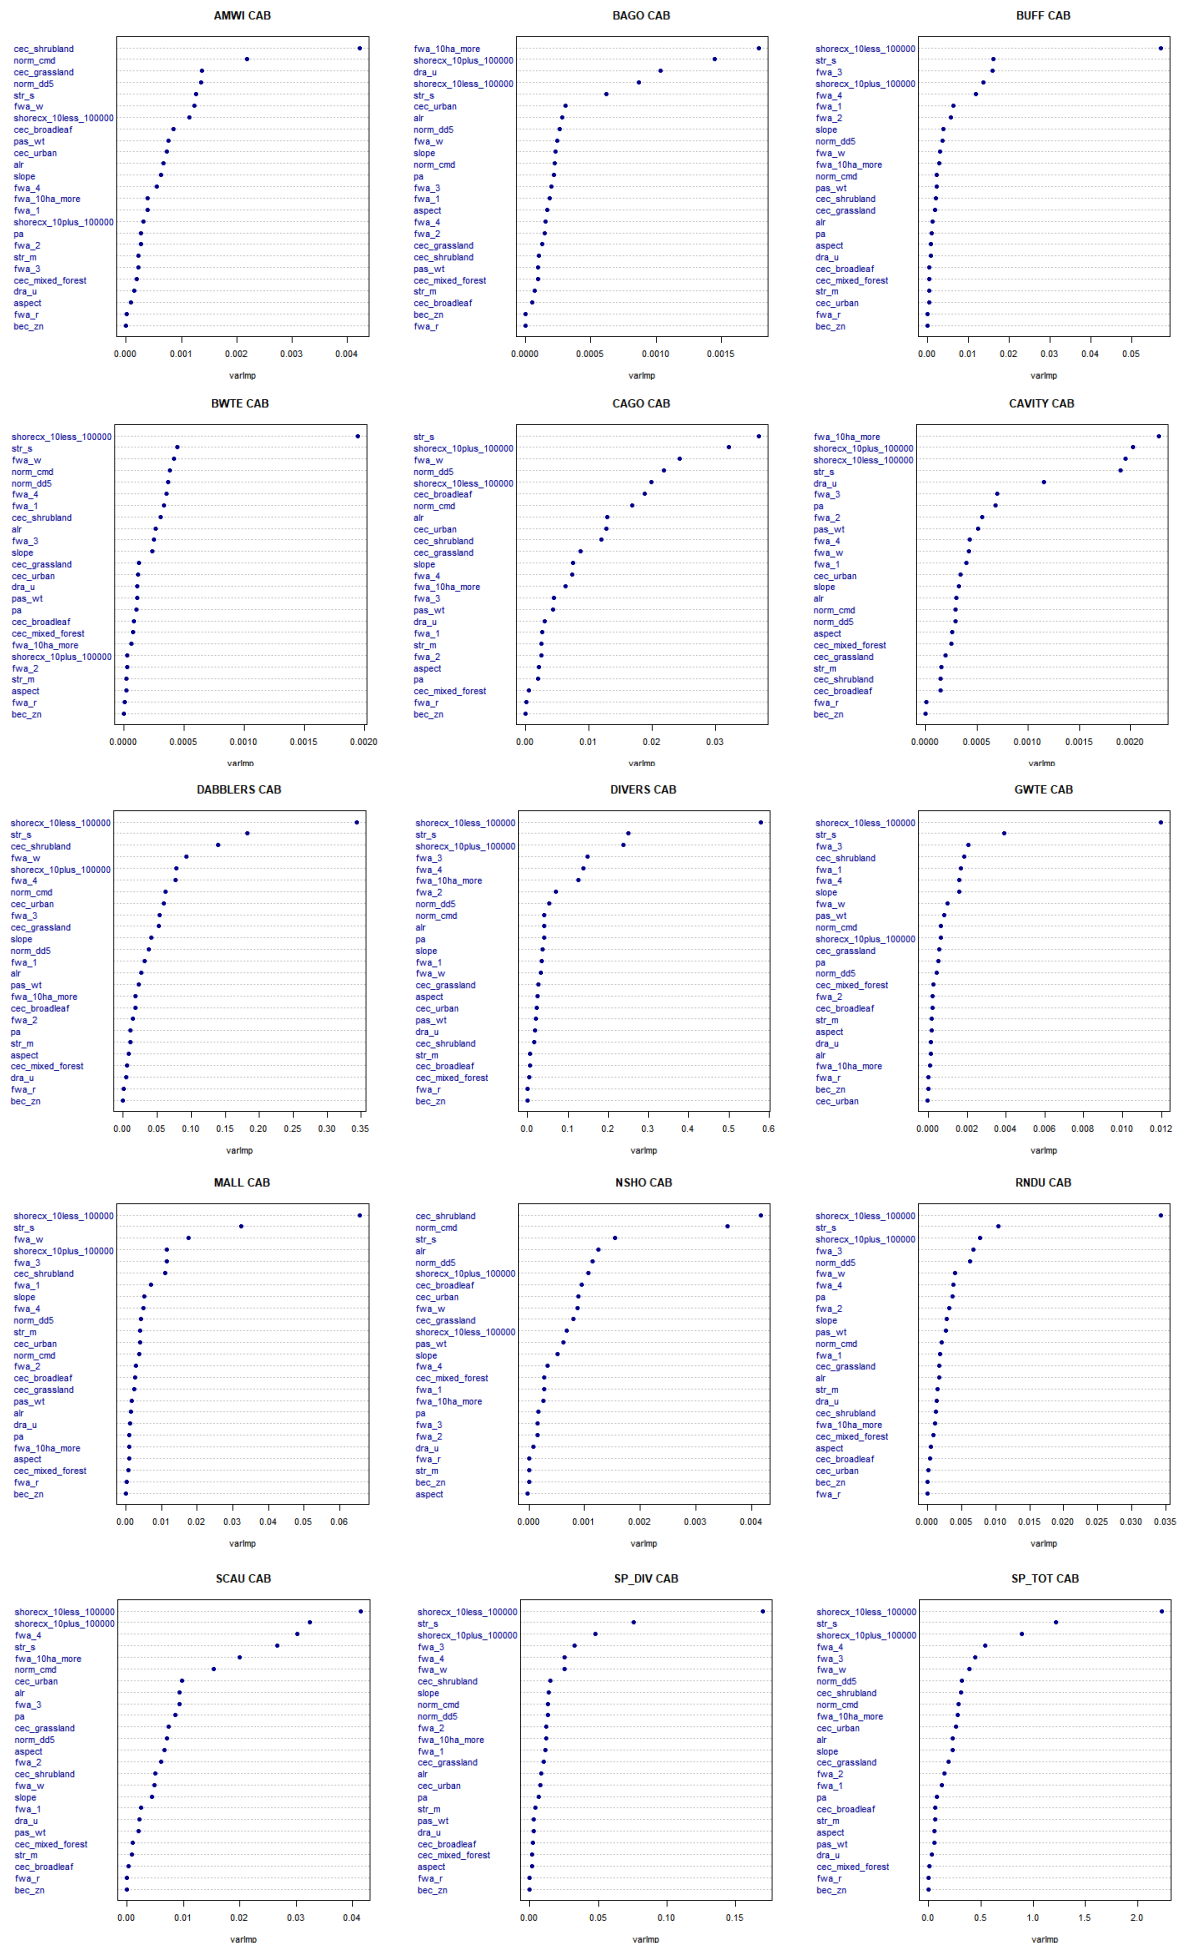 AMWI CAB
cec_shrubland
norm_cmd
cec_grassland
norm_dd5
str_s
fwa_w
shorecx_10less_100000
cec_broadleaf
pas_wt
cec_urban
alr
slope
fwa_4
fwa_10ha_more
fwa_1
shorecx_10plus_100000
pa
fwa_2
str_m
fwa_3
cec_mixed_forest
dra_u
aspect
fwa_r
bec_zn
0.000 0.001 0.002 0.003 0.004
varImp
BAGO CAB
fwa_10ha_more
shorecx_10plus_100000
dra_u
shorecx_10less_100000
str_s
cec_urban
alr
norm_dd5
fwa_w
slope
norm_cmd
pa
fwa_3
fwa_1
aspect
fwa_4
fwa_2
cec_grassland
cec_shrubland
pas_wt
cec_mixed_forest
str_m
cec_broadleaf
bec_zn
fwa_r
0.0000 0.0005 0.0010 0.0015
varImp
BUFF CAB
shorecx_10less_100000
str_s
fwa_3
shorecx_10plus_100000
fwa_4
fwa_1
fwa_2
slope
norm_dd5
fwa_w
fwa_10ha_more
norm_cmd
pas_wt
cec_shrubland
cec_grassland
alr
pa
aspect
dra_u
cec_broadleaf
cec_mixed_forest
str_m
cec_urban
fwa_r
bec_zn
0.00 0.01 0.02 0.03 0.04 0.05
varImp
BWTE CAB
shorecx_10less_100000
str_s
fwa_w
norm_cmd
norm_dd5
fwa_4
fwa_1
cec_shrubland
alr
fwa_3
slope
cec_grassland
cec_urban
dra_u
pas_wt
pa
cec_broadleaf
cec_mixed_forest
fwa_10ha_more
shorecx_10plus_100000
fwa_2
str_m
aspect
fwa_r
bec_zn
0.0000 0.0005 0.0010 0.0015 0.0020
varImp
CAGO CAB
str_s
shorecx_10plus_100000
fwa_w
norm_dd5
shorecx_10less_100000
cec_broadleaf
norm_cmd
alr
cec_urban
cec_shrubland
cec_grassland
slope
fwa_4
fwa_10ha_more
fwa_3
pas_wt
dra_u
fwa_1
str_m
fwa_2
aspect
pa
cec_mixed_forest
fwa_r
bec_zn
0.00 0.01 0.02 0.03
varImp
CAVITY CAB
fwa_10ha_more
shorecx_10plus_100000
shorecx_10less_100000
str_s
dra_u
fwa_3
pa
fwa_2
pas_wt
fwa_4
fwa_w
fwa_1
cec_urban
slope
alr
norm_cmd
norm_dd5
aspect
cec_mixed_forest
cec_grassland
str_m
cec_shrubland
cec_broadleaf
fwa_r
bec_zn
0.0000 0.0005 0.0010 0.0015 0.0020
varImp
DABBLERS CAB
shorecx_10less_100000
str_s
cec_shrubland
fwa_w
shorecx_10plus_100000
fwa_4
norm_cmd
cec_urban
fwa_3
cec_grassland
slope
norm_dd5
fwa_1
alr
pas_wt
fwa_10ha_more
cec_broadleaf
fwa_2
pa
str_m
aspect
cec_mixed_forest
dra_u
fwa_r
bec_zn
0.00 0.05 0.10 0.15 0.20 0.25 0.30 0.35
varImp
DIVERS CAB
shorecx_10less_100000
str_s
shorecx_10plus_100000
fwa_3
fwa_4
fwa_10ha_more
fwa_2
norm_dd5
norm_cmd
alr
pa
slope
fwa_1
fwa_w
cec_grassland
aspect
cec_urban
pas_wt
dra_u
cec_shrubland
str_m
cec_broadleaf
cec_mixed_forest
fwa_r
bec_zn
0.0 0.1 0.2 0.3 0.4 0.5 0.6
varImp
GWTE CAB
shorecx_10less_100000
str_s
fwa_3
cec_shrubland
fwa_1
fwa_4
slope
fwa_w
pas_wt
norm_cmd
shorecx_10plus_100000
cec_grassland
pa
norm_dd5
cec_mixed_forest
fwa_2
cec_broadleaf
str_m
aspect
dra_u
alr
fwa_10ha_more
fwa_r
bec_zn
cec_urban
0.000 0.002 0.004 0.006 0.008 0.010 0.012
varImp
MALL CAB
shorecx_10less_100000
str_s
fwa_w
shorecx_10plus_100000
fwa_3
cec_shrubland
fwa_1
slope
fwa_4
norm_dd5
str_m
cec_urban
norm_cmd
fwa_2
cec_broadleaf
cec_grassland
pas_wt
alr
dra_u
pa
fwa_10ha_more
aspect
cec_mixed_forest
fwa_r
bec_zn
0.00 0.01 0.02 0.03 0.04 0.05 0.06
varImp
NSHO CAB
cec_shrubland
norm_cmd
str_s
alr
norm_dd5
shorecx_10plus_100000
cec_broadleaf
cec_urban
fwa_w
cec_grassland
shorecx_10less_100000
pas_wt
slope
fwa_4
cec_mixed_forest
fwa_1
fwa_10ha_more
pa
fwa_3
fwa_2
dra_u
fwa_r
str_m
bec_zn
aspect
0.000 0.001 0.002 0.003 0.004
varImp
RNDU CAB
shorecx_10less_100000
str_s
shorecx_10plus_100000
fwa_3
norm_dd5
fwa_w
fwa_4
pa
fwa_2
slope
pas_wt
norm_cmd
fwa_1
cec_grassland
alr
str_m
dra_u
cec_shrubland
fwa_10ha_more
cec_mixed_forest
aspect
cec_broadleaf
cec_urban
bec_zn
fwa_r
0.000 0.005 0.010 0.015 0.020 0.025 0.030 0.035
varImp
SCAU CAB
shorecx_10less_100000
shorecx_10plus_100000
fwa_4
str_s
fwa_10ha_more
norm_cmd
cec_urban
alr
fwa_3
pa
cec_grassland
norm_dd5
aspect
fwa_2
cec_shrubland
fwa_w
slope
fwa_1
dra_u
pas_wt
cec_mixed_forest
str_m
cec_broadleaf
fwa_r
bec_zn
0.00 0.01 0.02 0.03 0.04
varImp
SP_DIV CAB
shorecx_10less_100000
str_s
shorecx_10plus_100000
fwa_3
fwa_4
fwa_w
cec_shrubland
slope
norm_cmd
norm_dd5
fwa_2
fwa_10ha_more
fwa_1
cec_grassland
alr
cec_urban
pa
str_m
pas_wt
dra_u
cec_broadleaf
cec_mixed_forest
aspect
fwa_r
bec_zn
0.00 0.05 0.10 0.15
varImp
SP_TOT CAB
shorecx_10less_100000
str_s
shorecx_10plus_100000
fwa_4
fwa_3
fwa_w
norm_dd5
cec_shrubland
norm_cmd
fwa_10ha_more
cec_urban
alr
slope
cec_grassland
fwa_2
fwa_1
pa
cec_broadleaf
str_m
aspect
pas_wt
dra_u
cec_mixed_forest
fwa_r
bec_zn
0.0 0.5 1.0 1.5 2.0
varImp